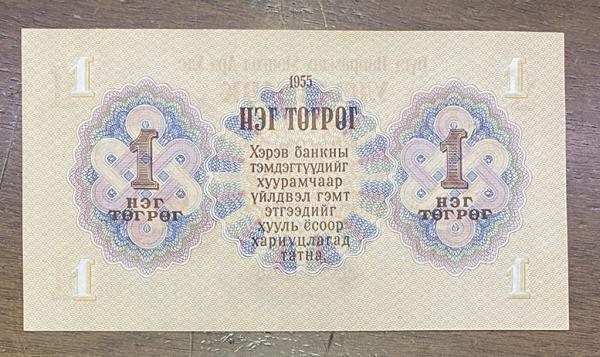 1 1
1955
НЭГ ТӨГРӨГ
Хэрэв банкны
тэмдэгтүүдийг
хуурамчаар
үйлдвэл гэмт
этгээдийг
хууль ёсоор
хариуцлагад
татна.
1
НЭГ
ТӨГРӨГ
1
НЭГ
ТӨГРӨГ
1 1